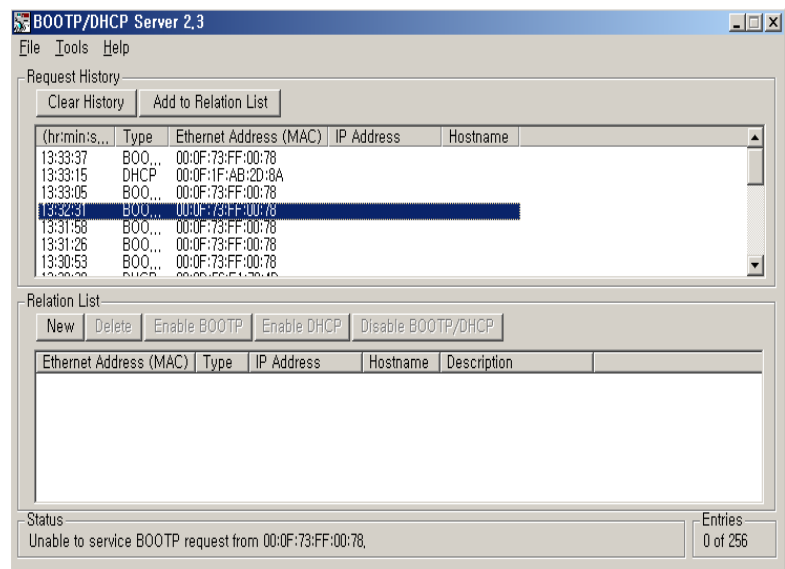 BOOTP/DHCP Server 2,3
File Tools Help
Request History
Clear History Add to Relation List
(hr:min:s... Type Ethernet Address (MAC) IP Address Hostname
13:33:37 BOO... 00:0F:73:FF:00:78
13:33:15 DHCP 00:0F:1F:AB:2D:8A
13:33:05 BOO... 00:0F:73:FF:00:78
13:32:31 BOO... 00:0F:73:FF:00:78
13:31:58 BOO... 00:0F:73:FF:00:78
13:31:26 BOO... 00:0F:73:FF:00:78
13:30:53 BOO... 00:0F:73:FF:00:78
DHCP
Relation List
New Delete Enable BOOTP Enable DHCP Disable BOOTP/DHCP
Ethernet Address (MAC) Type IP Address Hostname Description
Status
Unable to service BOOTP request from 00:0F:73:FF:00:78,
Entries
0 of 256